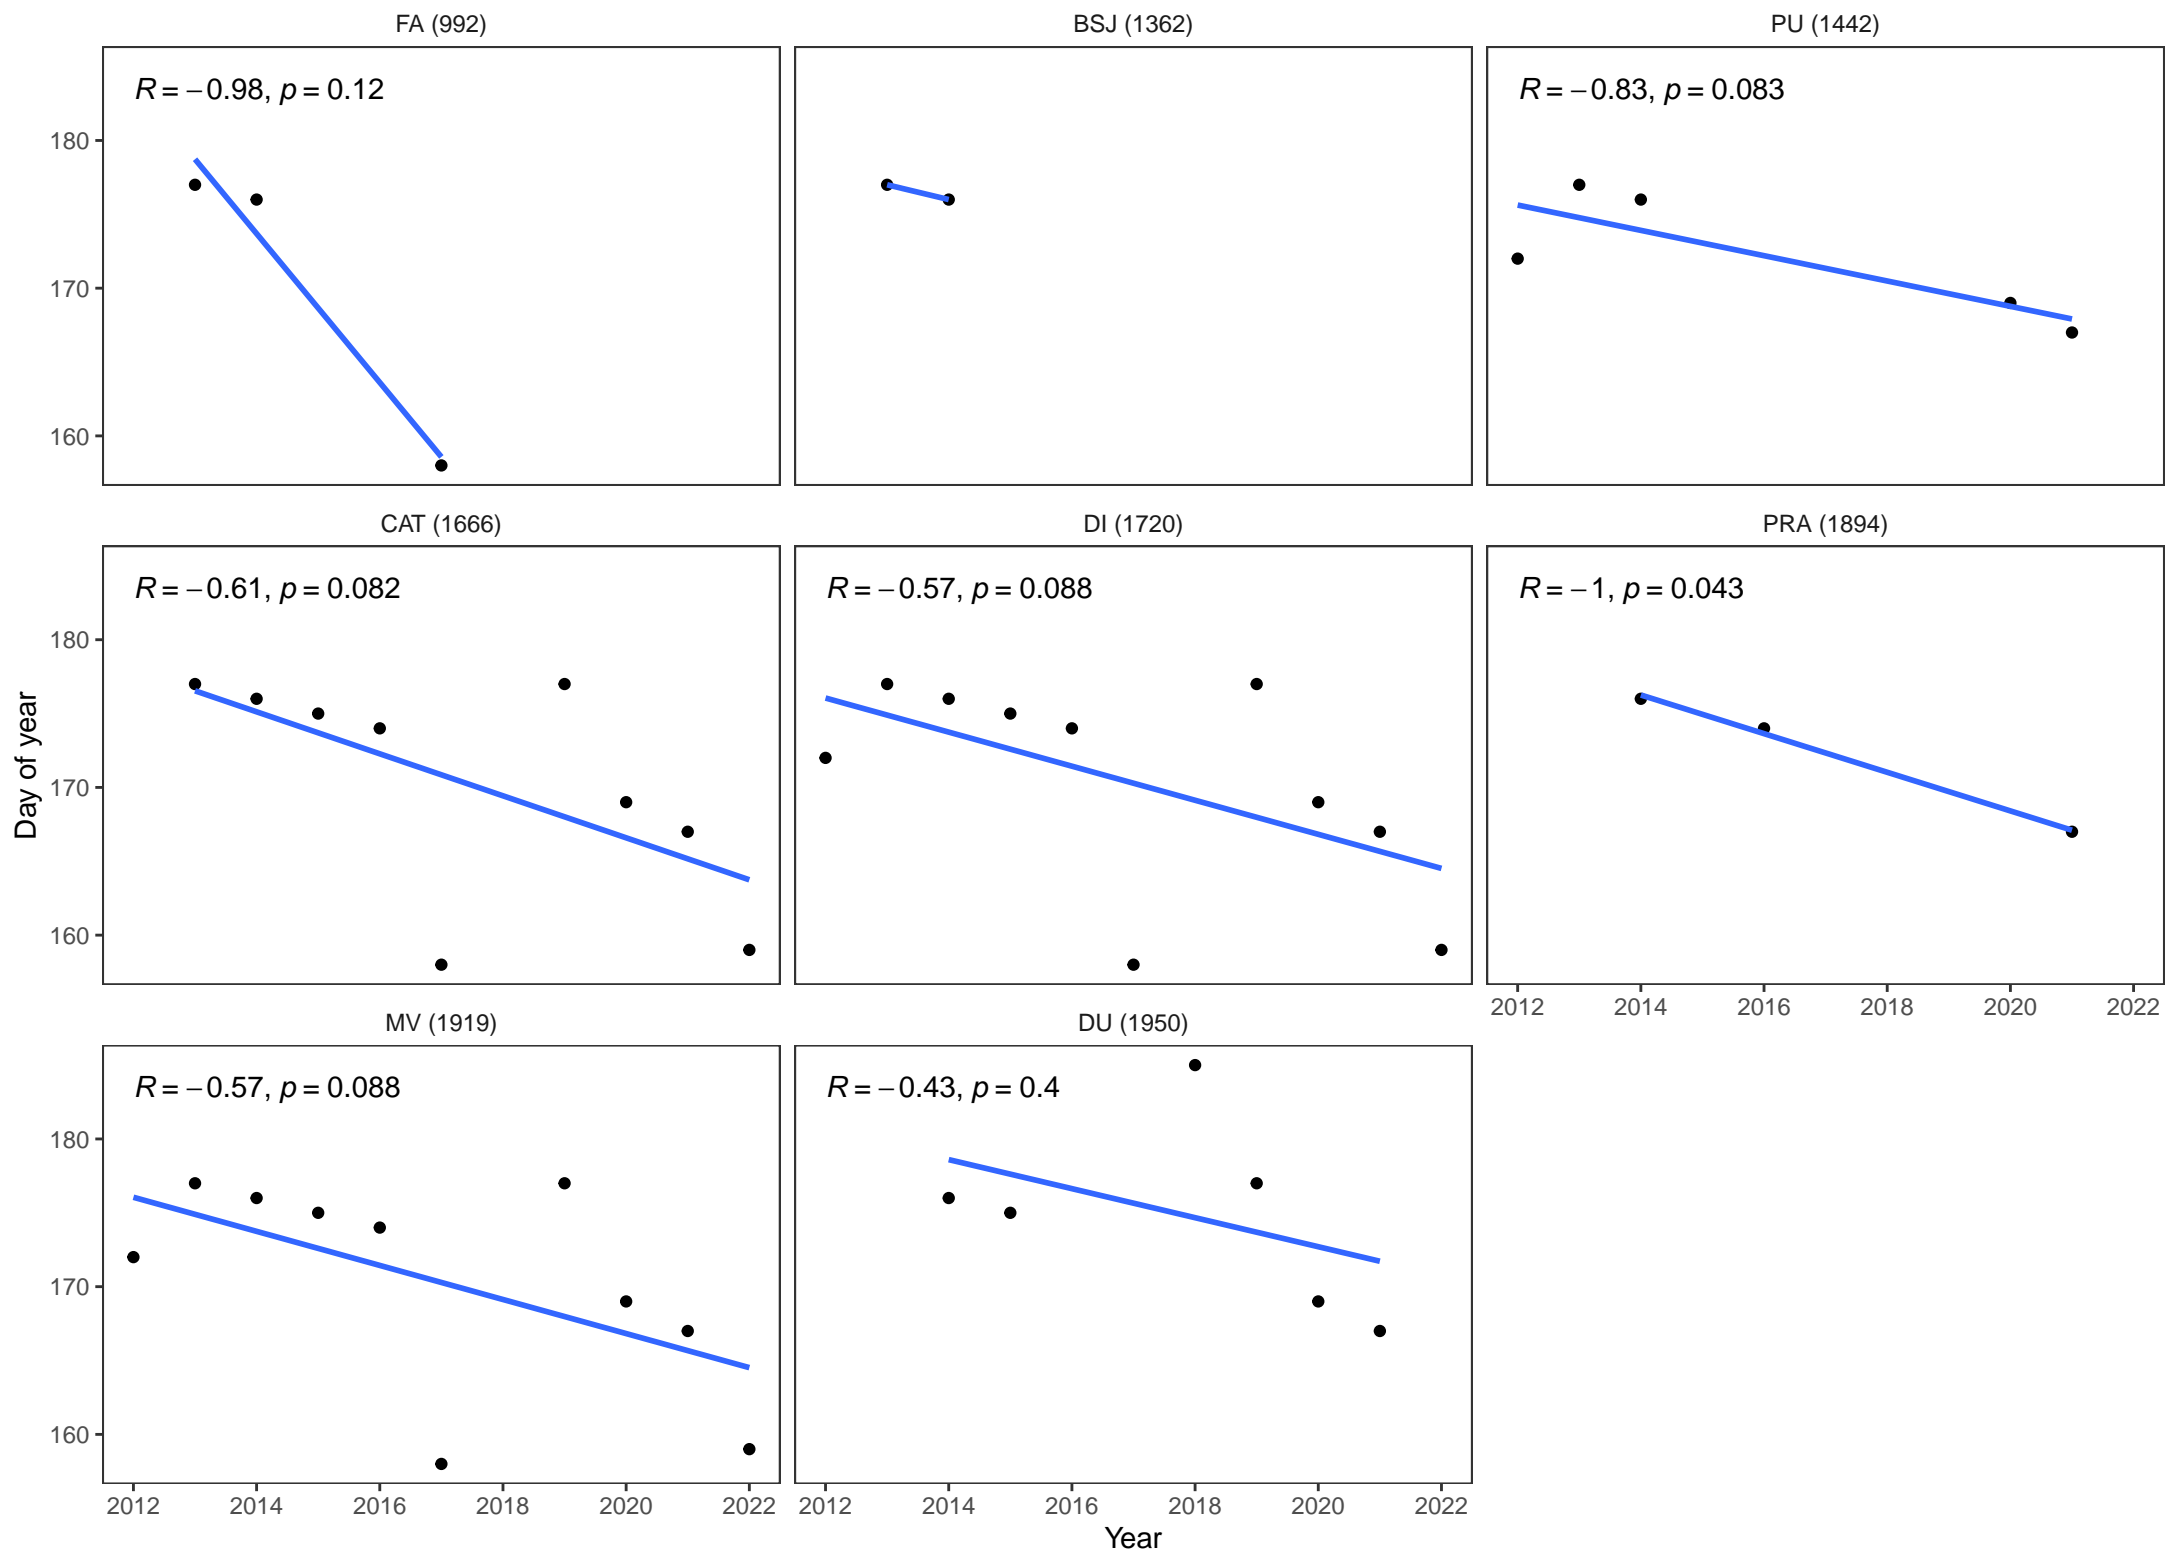 FA (992)
BSJ (1362)
PU (1442)
R = −0.98, p = 0.12
R = −0.83, p = 0.083
180
170
160
CAT (1666)
DI (1720)
PRA (1894)
R = −0.61, p = 0.082
R = −0.57, p = 0.088
R = −1, p = 0.043
180
170
160
Day of year
2012 2014 2016 2018 2020 2022
MV (1919)
DU (1950)
R = −0.57, p = 0.088
R = −0.43, p = 0.4
180
170
160
2012 2014 2016 2018 2020 2022
2012 2014 2016 2018 2020 2022
Year